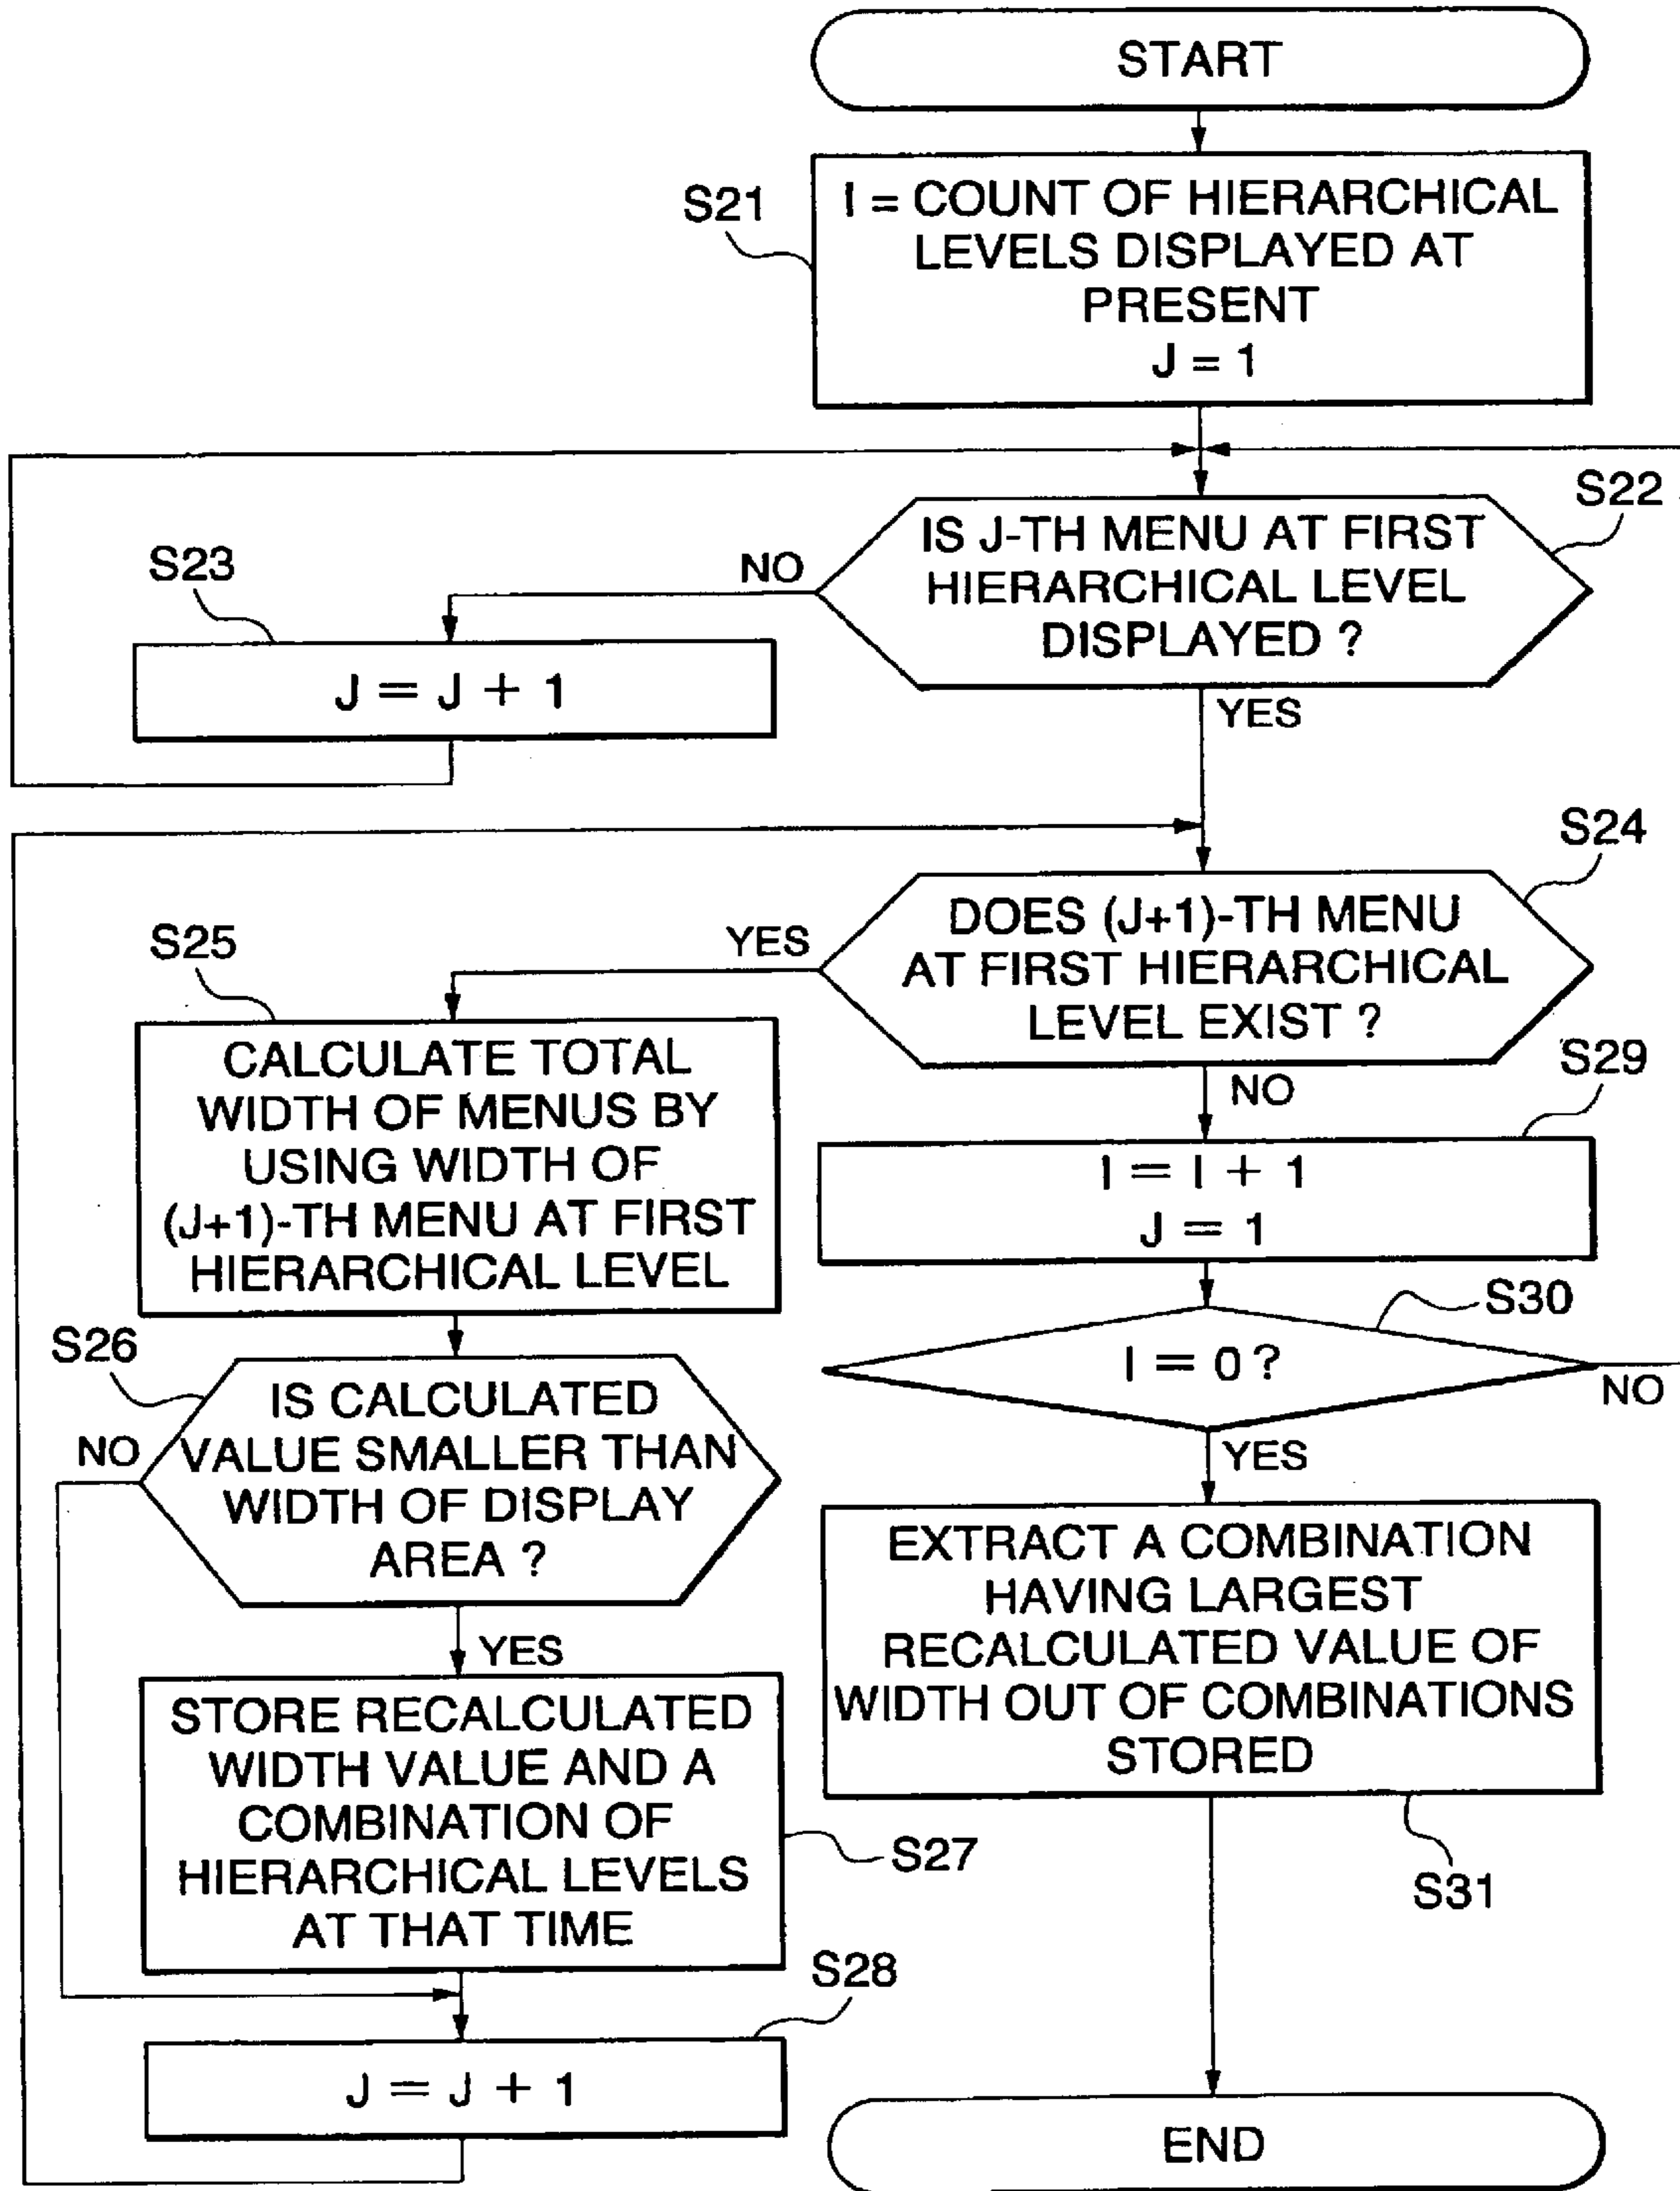 START
S21
I = COUNT OF HIERARCHICAL
LEVELS DISPLAYED AT
PRESENT
J = 1
S22
IS J-TH MENU AT FIRST
HIERARCHICAL LEVEL
DISPLAYED ?
NO
YES
S23
J = J + 1
S24
DOES (J+1)-TH MENU
AT FIRST HIERARCHICAL
LEVEL EXIST ?
YES
NO
S25
CALCULATE TOTAL
WIDTH OF MENUS BY
USING WIDTH OF
(J+1)-TH MENU AT FIRST
HIERARCHICAL LEVEL
S26
IS CALCULATED
VALUE SMALLER THAN
WIDTH OF DISPLAY
AREA ?
NO
YES
STORE RECALCULATED
WIDTH VALUE AND A
COMBINATION OF
HIERARCHICAL LEVELS
AT THAT TIME
S27
S28
J = J + 1
S29
I = I + 1
J = 1
S30
I = 0 ?
NO
YES
EXTRACT A COMBINATION
HAVING LARGEST
RECALCULATED VALUE OF
WIDTH OUT OF COMBINATIONS
STORED
S31
END